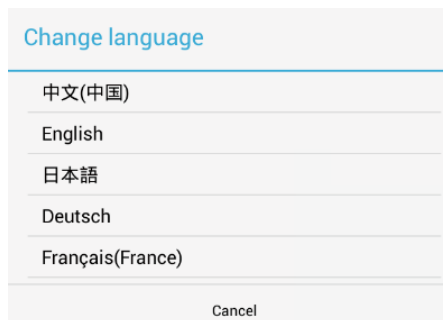 Change language
中文(中国)
English
日本語
Deutsch
Français(France)
Cancel